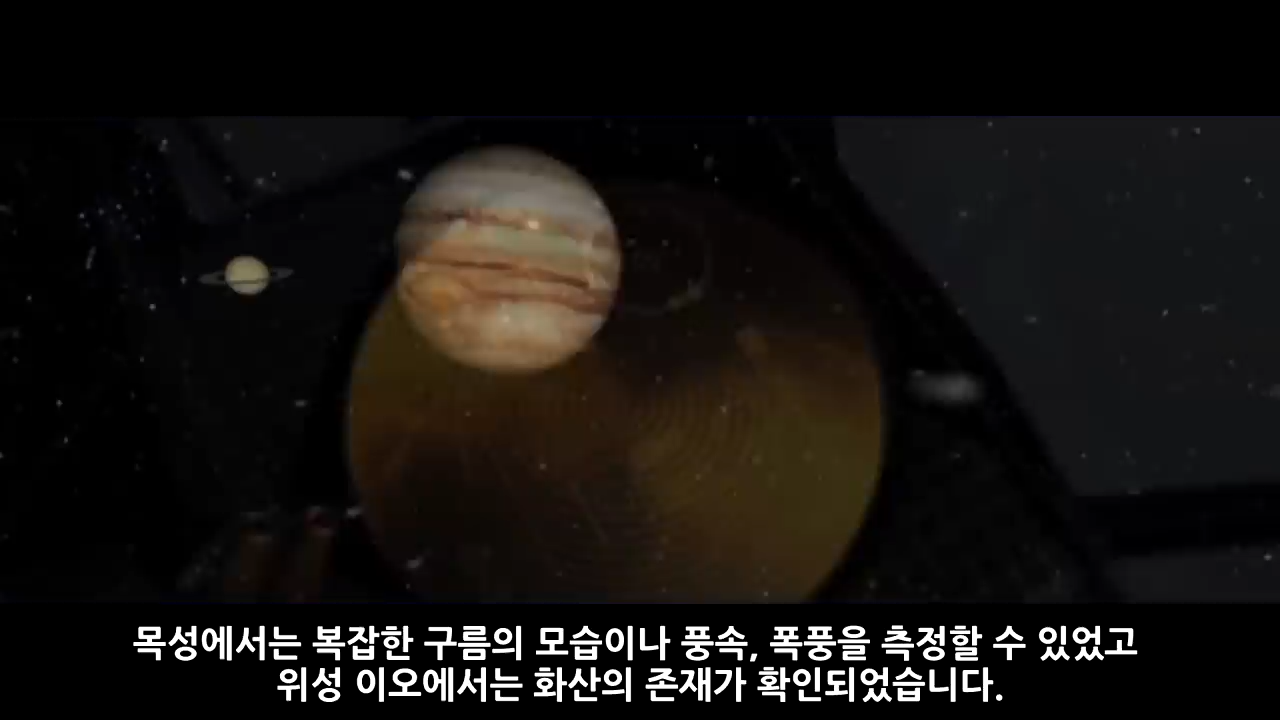 목성에서는 복잡한 구름의 모습이나 풍속, 폭풍을 측정할 수 있었고
위성 이오에서는 화산의 존재가 확인되었습니다.